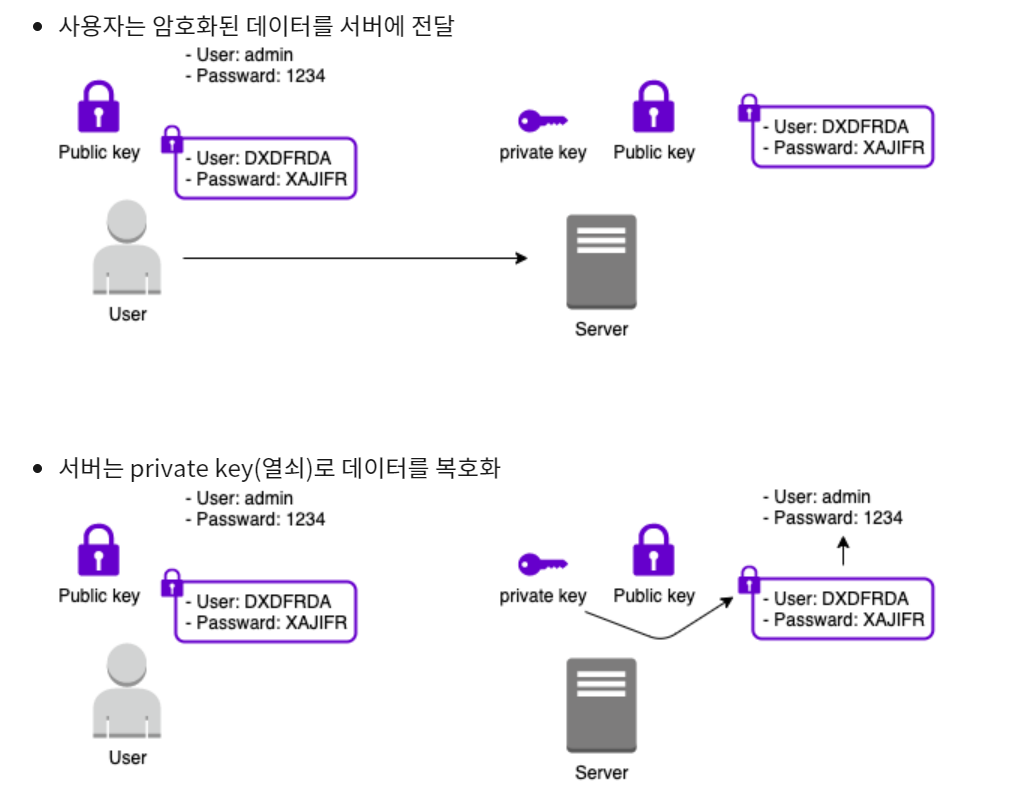 사용자는 암호화된 데이터를 서버에 전달
- User: admin
- Passward: 1234
Public key
- User: DXDFRDA
- Passward: XAJIFR
private key
Public key
- User: DXDFRDA
- Passward: XAJIFR
User
Server
서버는 private key(열쇠)로 데이터를 복호화
- User: admin
- Passward: 1234
Public key
- User: DXDFRDA
- Passward: XAJIFR
private key
Public key
- User: admin
- Passward: 1234
- User: DXDFRDA
- Passward: XAJIFR
User
Server